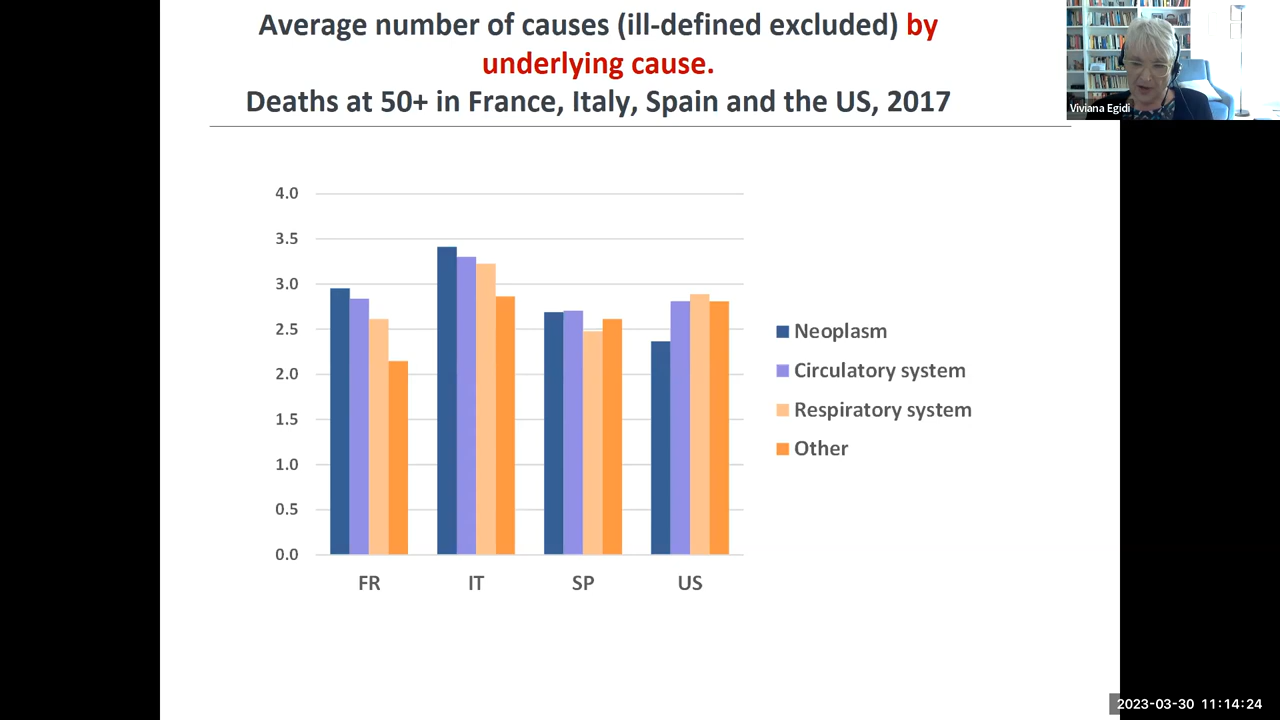 Average number of causes (ill-defined excluded) by
underlying cause.
Deaths at 50+ in France, Italy, Spain and the US, 2017
Viviana Egidi
4.0
3.5
3.0
2.5
2.0
1.5
1.0
0.5
0.0
FR IT SP US
Neoplasm
Circulatory system
Respiratory system
Other
2023-03-30 11:14:24